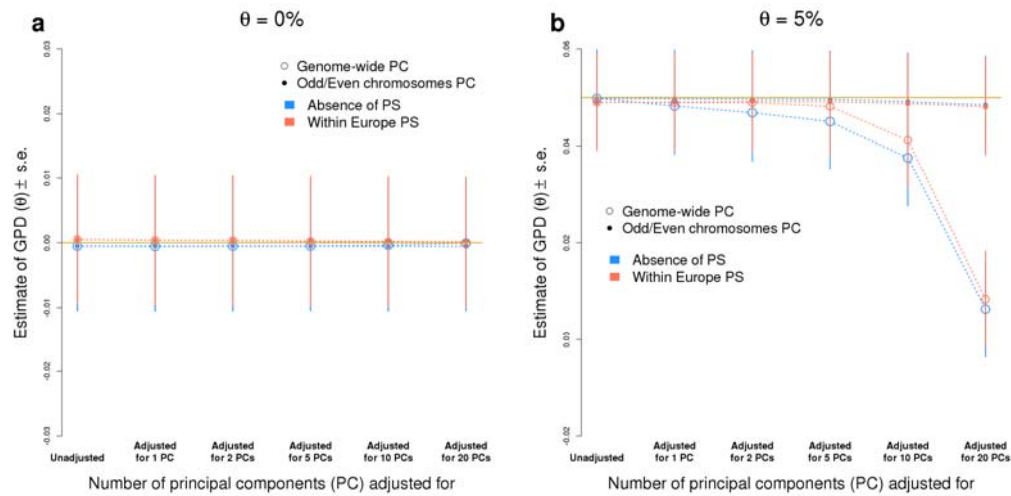 a
θ = 0%
Estimate of GPD (θ) ± s.e.
0.03
0.02
0.01
0.00
-0.01
-0.02
-0.03
Genome-wide PC
Odd/Even chromosomes PC
Absence of PS
Within Europe PS
Unadjusted
Adjusted for 1 PC
Adjusted for 2 PCs
Adjusted for 5 PCs
Adjusted for 10 PCs
Adjusted for 20 PCs
Number of principal components (PC) adjusted for
b
θ = 5%
Estimate of GPD (θ) ± s.e.
0.06
0.04
0.02
0.00
-0.02
Genome-wide PC
Odd/Even chromosomes PC
Absence of PS
Within Europe PS
Unadjusted
Adjusted for 1 PC
Adjusted for 2 PCs
Adjusted for 5 PCs
Adjusted for 10 PCs
Adjusted for 20 PCs
Number of principal components (PC) adjusted for